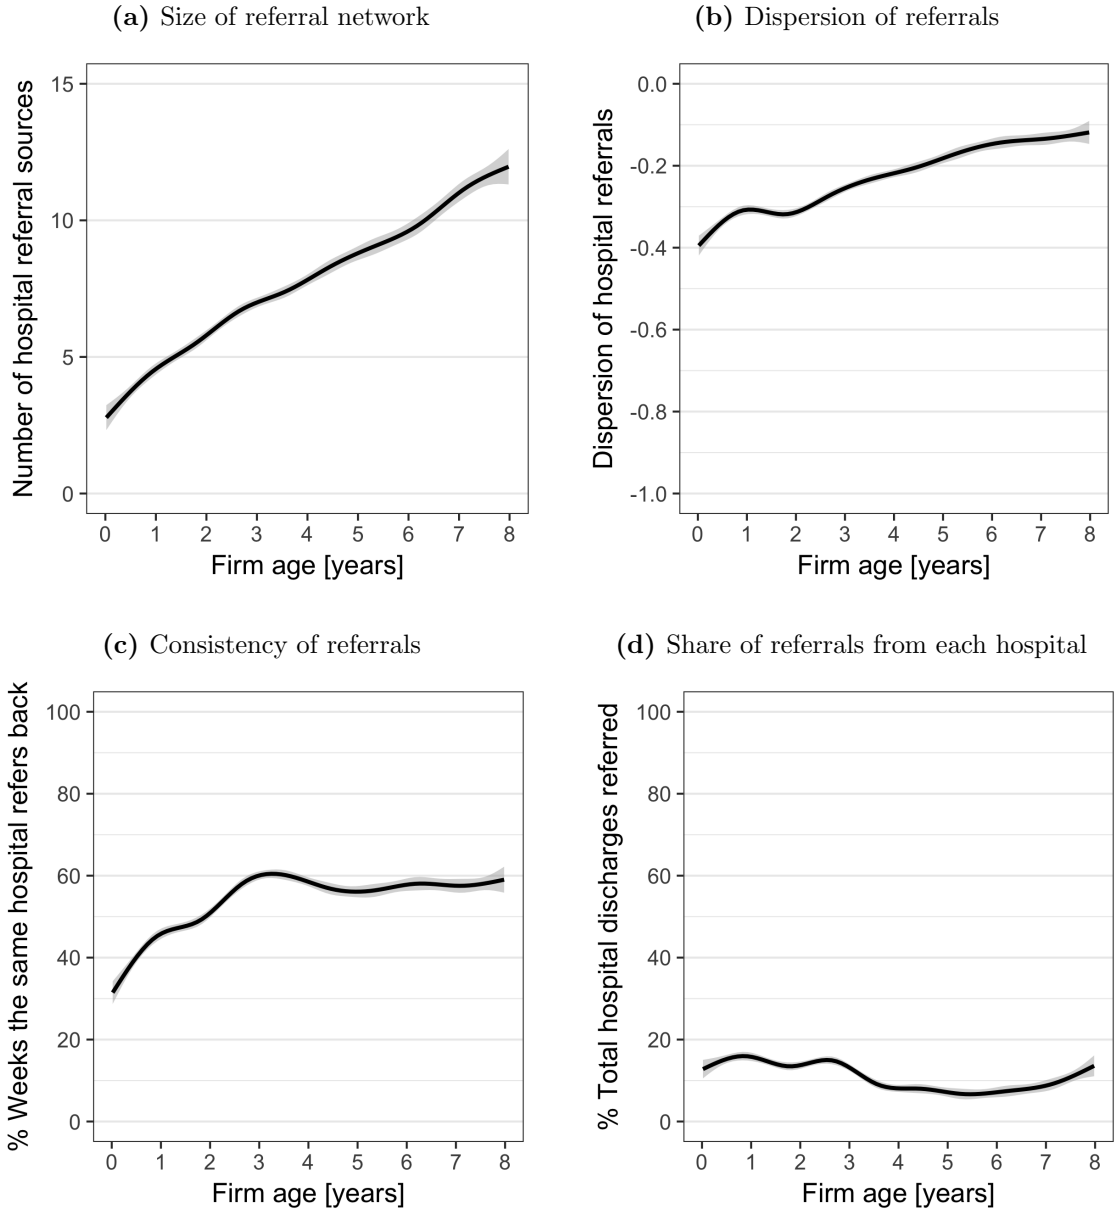 (a) Size of referral network
Number of hospital referral sources
15
10
5
0
0 1 2 3 4 5 6 7 8
Firm age [years]
(b) Dispersion of referrals
Dispersion of hospital referrals
0.0
-0.2
-0.4
-0.6
-0.8
-1.0
0 1 2 3 4 5 6 7 8
Firm age [years]
(c) Consistency of referrals
% Weeks the same hospital refers back
100
80
60
40
20
0
0 1 2 3 4 5 6 7 8
Firm age [years]
(d) Share of referrals from each hospital
% Total hospital discharges referred
100
80
60
40
20
0
0 1 2 3 4 5 6 7 8
Firm age [years]